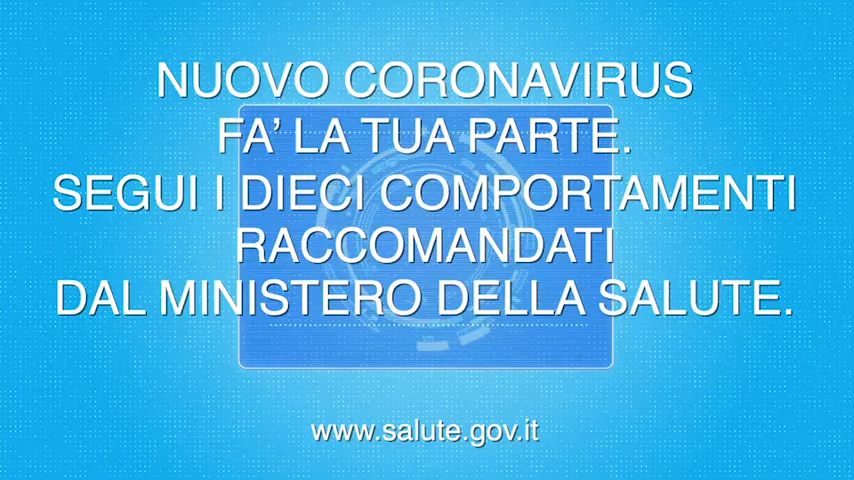 NUOVO CORONAVIRUS
FA’ LA TUA PARTE.
SEGUI I DIECI COMPORTAMENTI
RACCOMANDATI
DAL MINISTERO DELLA SALUTE.
www.salute.gov.it